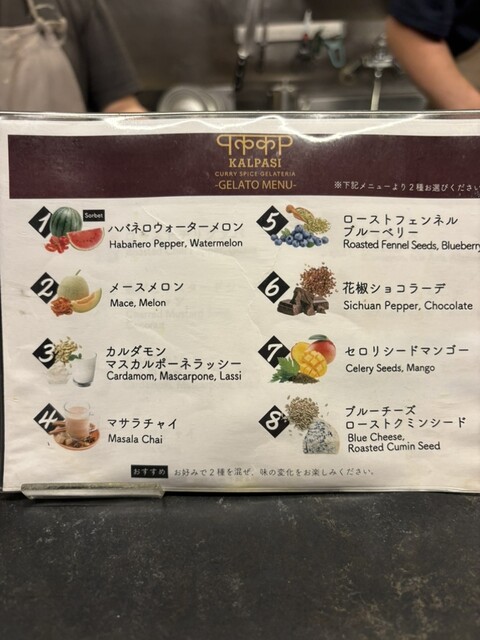 KALPASI
CURRY SPICE GELATERIA
-GELATO MENU-
※下記メニューより2種お選びください
1
Sorbet
ハバネロウォーターメロン
Habañero Pepper, Watermelon
2
メースメロン
Mace, Melon
3
カルダモン
マスカルポーネラッシー
Cardamom, Mascarpone, Lassi
4
マサラチャイ
Masala Chai
5
ローストフェンネル
ブルーベリー
Roasted Fennel Seeds, Blueberry
6
花椒ショコラーデ
Sichuan Pepper, Chocolate
7
セロリシードマンゴー
Celery Seeds, Mango
8
ブルーチーズ
ローストクミンシード
Blue Cheese,
Roasted Cumin Seed
おすすめ お好みで2種を混ぜ、味の変化をお楽しみください。